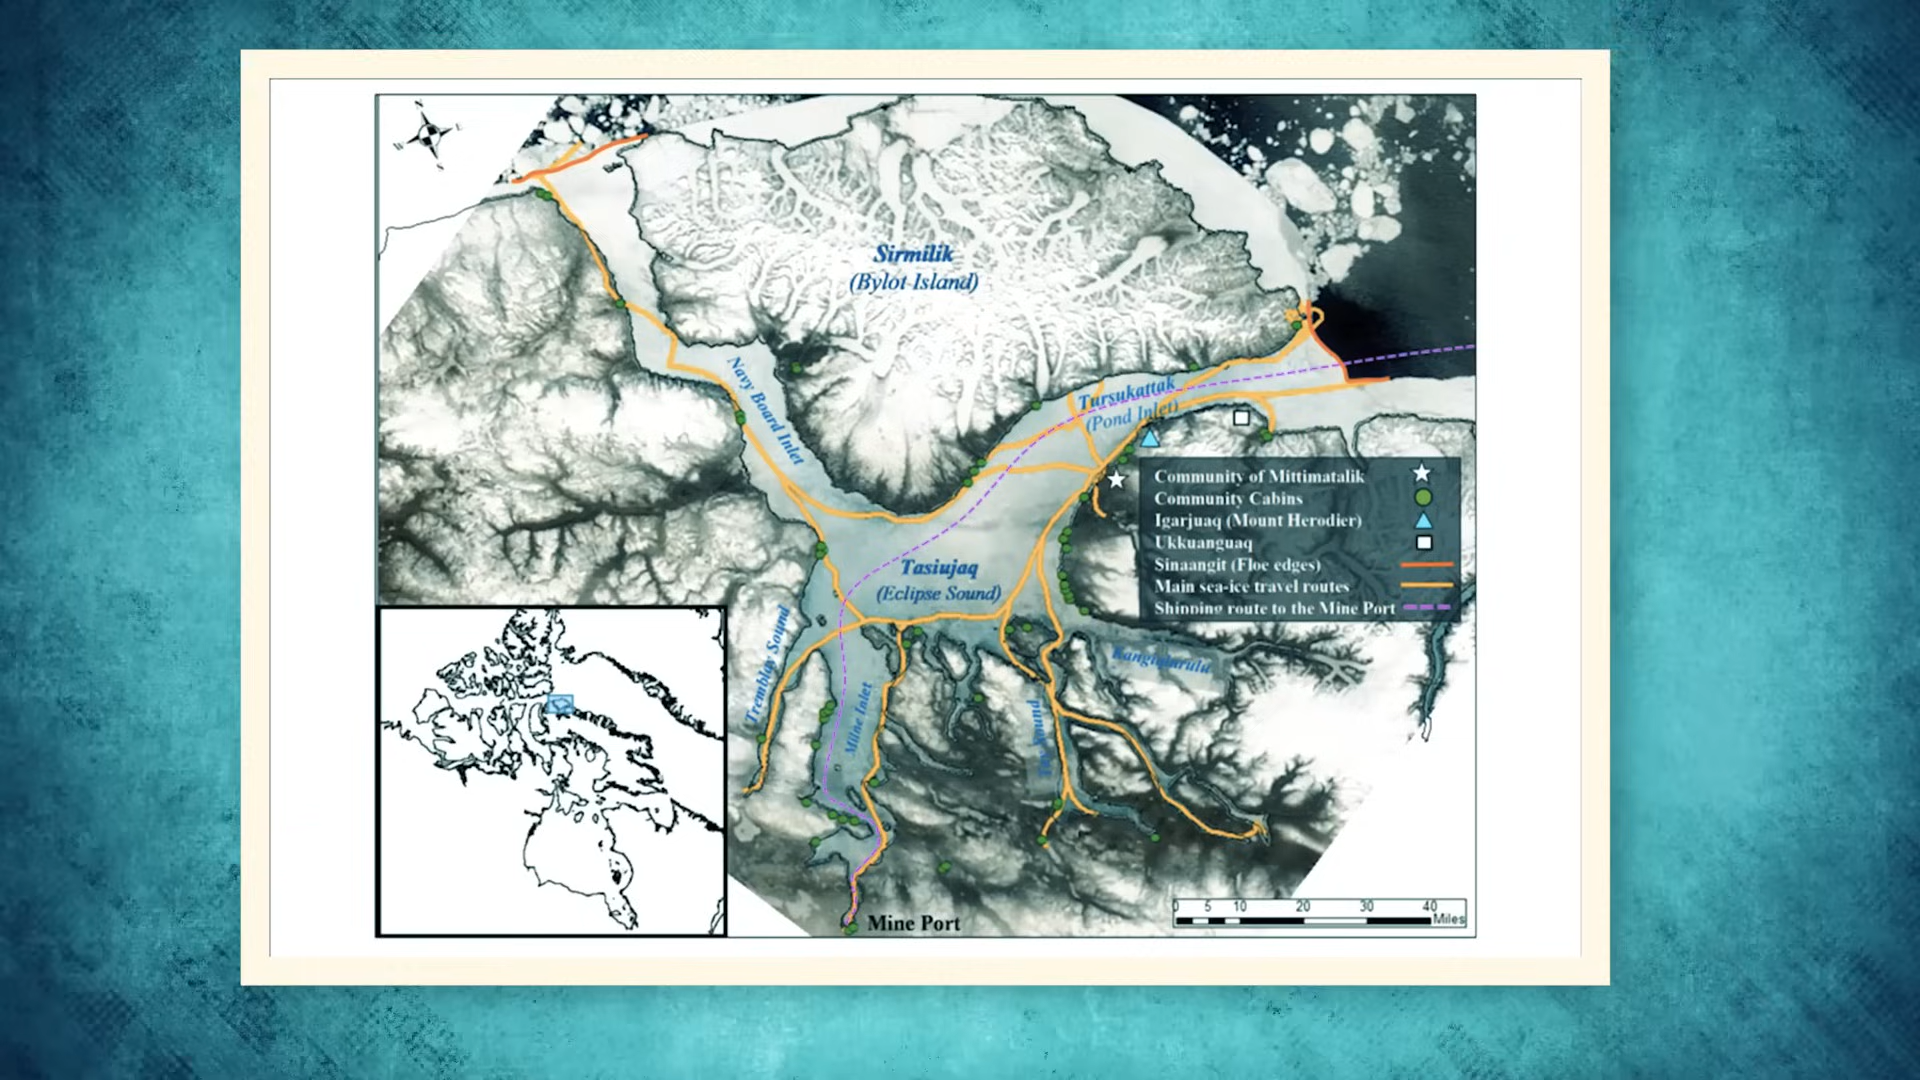 N
Sirmilik
(Bylot Island)
Navy Board Inlet
Tursukattak
(Pond Inlet)
Community of Mittimatalik
Community Cabins
Igarjuaq (Mount Herodier)
Ukkuanguaq
Sinaangit (Floe edges)
Main sea-ice travel routes
Shipping route to the Mine Port
Tasiujaq
(Eclipse Sound)
Tremblay Sound
Milne Inlet
Sound
Mine Port
0 5 10 20 30 40
Miles